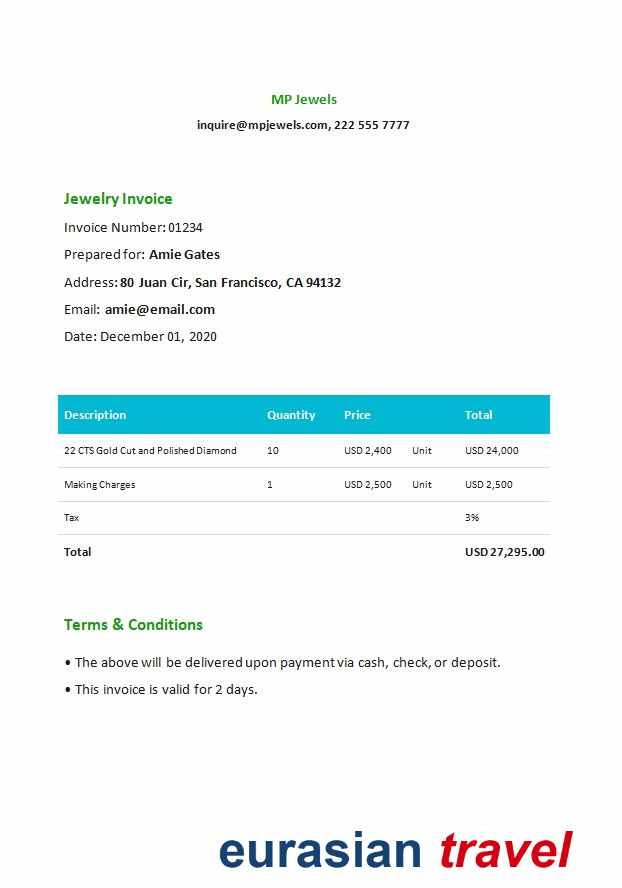 MP Jewels
inquire@mpjewels.com, 222 555 7777
Jewelry Invoice
Invoice Number: 01234
Prepared for: Amie Gates
Address: 80 Juan Cir, San Francisco, CA 94132
Email: amie@email.com
Date: December 01, 2020
Description Quantity Price Total
22 CTS Gold Cut and Polished Diamond 10 USD 2,400 Unit USD 24,000
Making Charges 1 USD 2,500 Unit USD 2,500
Tax 3%
Total USD 27,295.00
Terms & Conditions
• The above will be delivered upon payment via cash, check, or deposit.
• This invoice is valid for 2 days.
eurasian travel